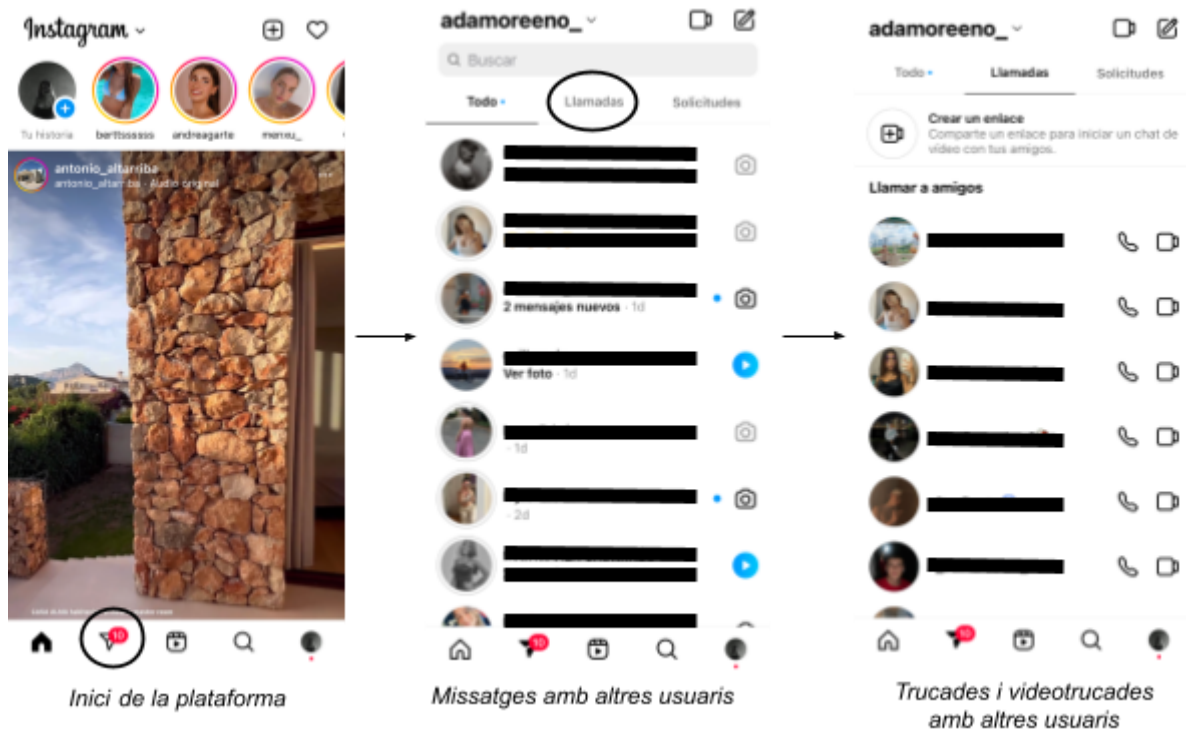 Instagram
Tu historia
berttssssss
andreagarte
menxu_
antonio_altarriba
antonio_altarriba · Audio original
10
Inici de la plataforma
adamoreeno_
Buscar
Todo
Llamadas
Solicitudes
2 mensajes nuevos · 1d
Ver foto · 1d
· 1d
· 2d
10
Missatges amb altres usuaris
adamoreeno_
Todo
Llamadas
Solicitudes
Crear un enlace
Comparte un enlace para iniciar un chat de
vídeo con tus amigos.
Llamar a amigos
10
Trucades i videotrucades
amb altres usuaris